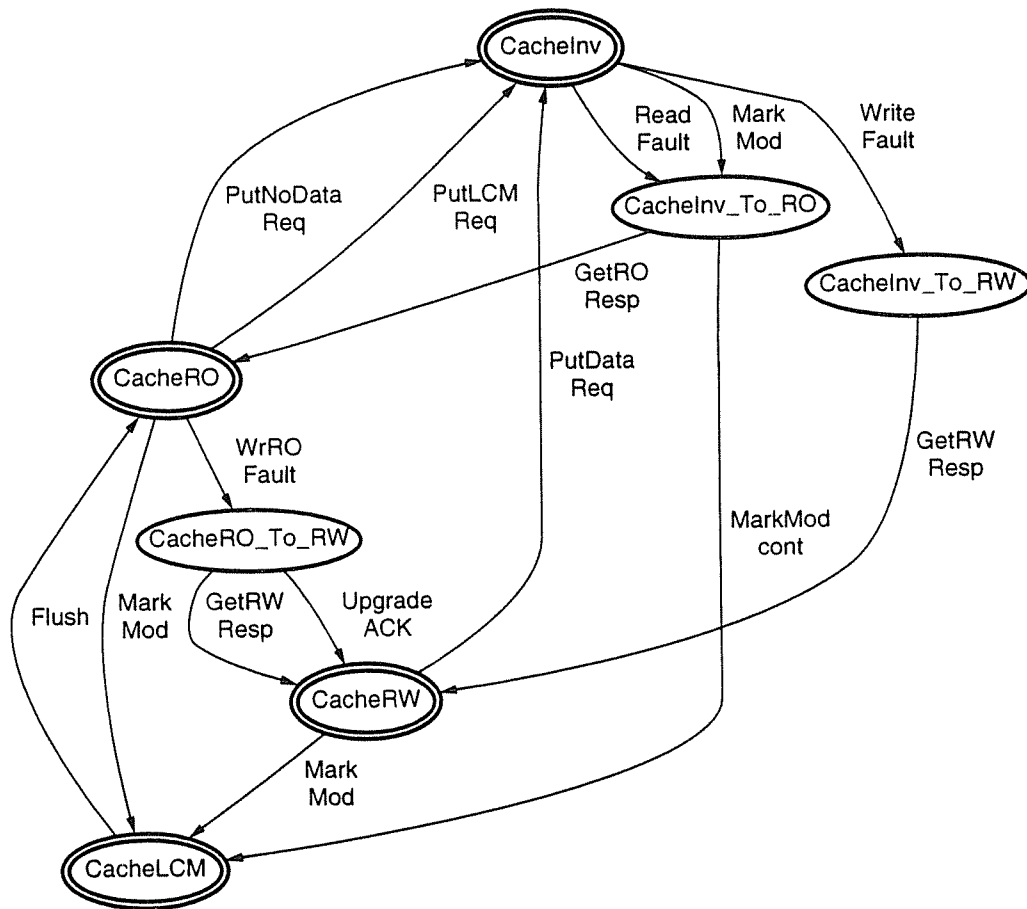 CacheInv
Read
Fault
Mark
Mod
Write
Fault
PutNoData
Req
PutLCM
Req
CacheInv_To_RO
CacheInv_To_RW
GetRO
Resp
CacheRO
PutData
Req
WrRO
Fault
GetRW
Resp
CacheRO_To_RW
MarkMod
cont
Flush
Mark
Mod
GetRW
Resp
Upgrade
ACK
CacheRW
Mark
Mod
CacheLCM